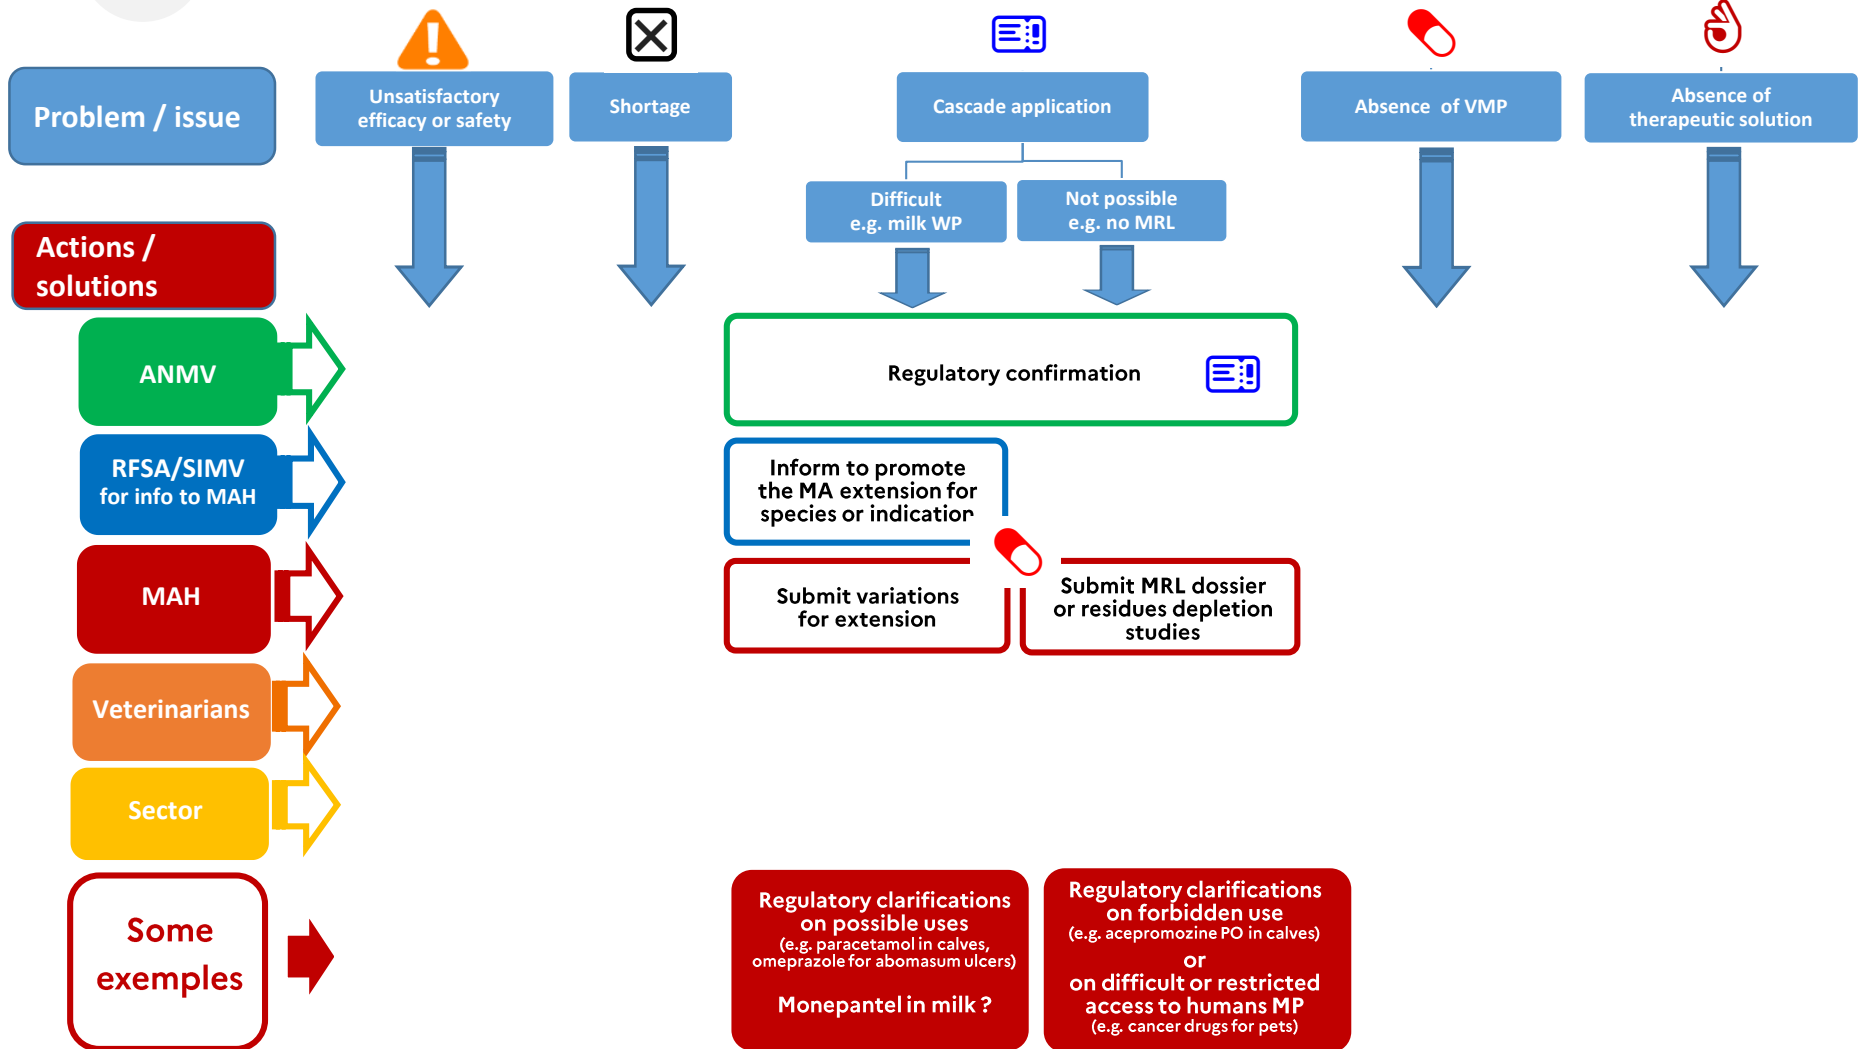 Problem / issue
Unsatisfactory
efficacy or safety
Shortage
Cascade application
Absence of VMP
Absence of
therapeutic solution
Difficult
e.g. milk WP
Not possible
e.g. no MRL
Actions /
solutions
ANMV
Regulatory confirmation
RFSA/SIMV
for info to MAH
Inform to promote
the MA extension for
species or indication
MAH
Submit variations
for extension
Submit MRL dossier
or residues depletion
studies
Veterinarians
Sector
Some
exemples
Regulatory clarifications
on possible uses
(e.g. paracetamol in calves,
omeprazole for abomasum ulcers)
Monepantel in milk ?
Regulatory clarifications
on forbidden use
(e.g. acepromozine PO in calves)
or
on difficult or restricted
access to humans MP
(e.g. cancer drugs for pets)